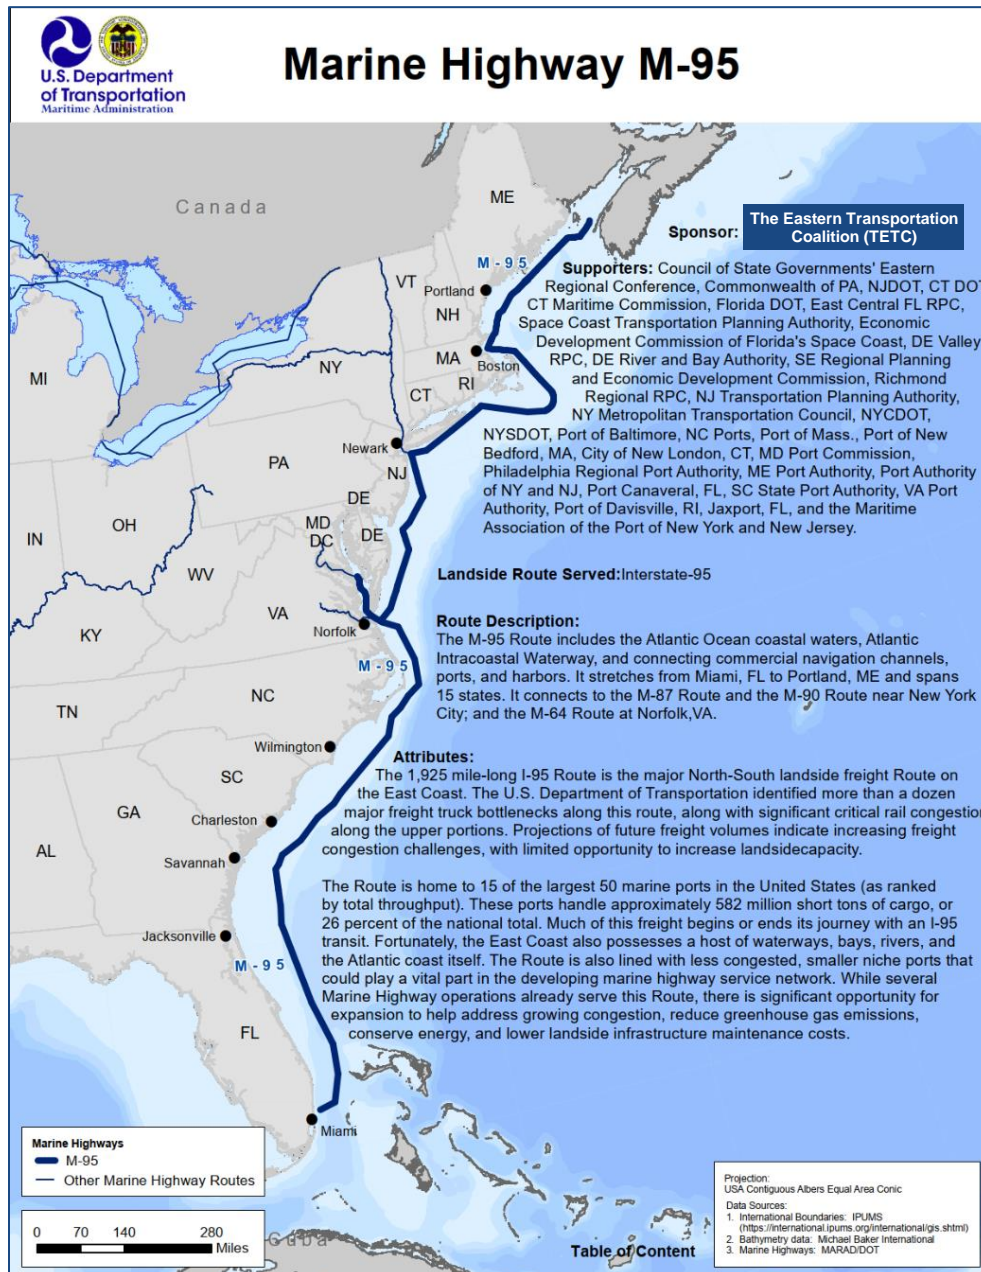 U.S. Department
of Transportation
Maritime Administration
Marine Highway M-95
Canada
ME
Sponsor:
The Eastern Transportation
Coalition (TETC)
M-95
VT
Portland
NH
MA
Boston
NY
RI
CT
MI
Newark
PA
NJ
DE
OH
MD
DC
DE
IN
WV
VA
KY
Norfolk
M-95
NC
TN
Wilmington
SC
GA
Charleston
AL
Savannah
Jacksonville
M-95
FL
Miami
Supporters: Council of State Governments' Eastern
Regional Conference, Commonwealth of PA, NJDOT, CT DOT
CT Maritime Commission, Florida DOT, East Central FL RPC,
Space Coast Transportation Planning Authority, Economic
Development Commission of Florida's Space Coast, DE Valley
RPC, DE River and Bay Authority, SE Regional Planning
and Economic Development Commission, Richmond
Regional RPC, NJ Transportation Planning Authority,
NY Metropolitan Transportation Council, NYCDOT,
NYSDOT, Port of Baltimore, NC Ports, Port of Mass., Port of New
Bedford, MA, City of New London, CT, MD Port Commission,
Philadelphia Regional Port Authority, ME Port Authority, Port Authority
of NY and NJ, Port Canaveral, FL, SC State Port Authority, VA Port
Authority, Port of Davisville, RI, Jaxport, FL, and the Maritime
Association of the Port of New York and New Jersey.
Landside Route Served:Interstate-95
Route Description:
The M-95 Route includes the Atlantic Ocean coastal waters, Atlantic
Intracoastal Waterway, and connecting commercial navigation channels,
ports, and harbors. It stretches from Miami, FL to Portland, ME and spans
15 states. It connects to the M-87 Route and the M-90 Route near New York
City; and the M-64 Route at Norfolk,VA.
Attributes:
The 1,925 mile-long I-95 Route is the major North-South landside freight Route on
the East Coast. The U.S. Department of Transportation identified more than a dozen
major freight truck bottlenecks along this route, along with significant critical rail congestion
along the upper portions. Projections of future freight volumes indicate increasing freight
congestion challenges, with limited opportunity to increase landsidecapacity.
The Route is home to 15 of the largest 50 marine ports in the United States (as ranked
by total throughput). These ports handle approximately 582 million short tons of cargo, or
26 percent of the national total. Much of this freight begins or ends its journey with an I-95
transit. Fortunately, the East Coast also possesses a host of waterways, bays, rivers, and
the Atlantic coast itself. The Route is also lined with less congested, smaller niche ports that
could play a vital part in the developing marine highway service network. While several
Marine Highway operations already serve this Route, there is significant opportunity for
expansion to help address growing congestion, reduce greenhouse gas emissions,
conserve energy, and lower landside infrastructure maintenance costs.
Marine Highways
M-95
Other Marine Highway Routes
0 70 140 280
Miles
Cuba
Table of Content
Projection:
USA Contiguous Albers Equal Area Conic
Data Sources:
1. International Boundaries: IPUMS
(https://international.ipums.org/international/gis.shtml)
2. Bathymetry data: Michael Baker International
3. Marine Highways: MARAD/DOT